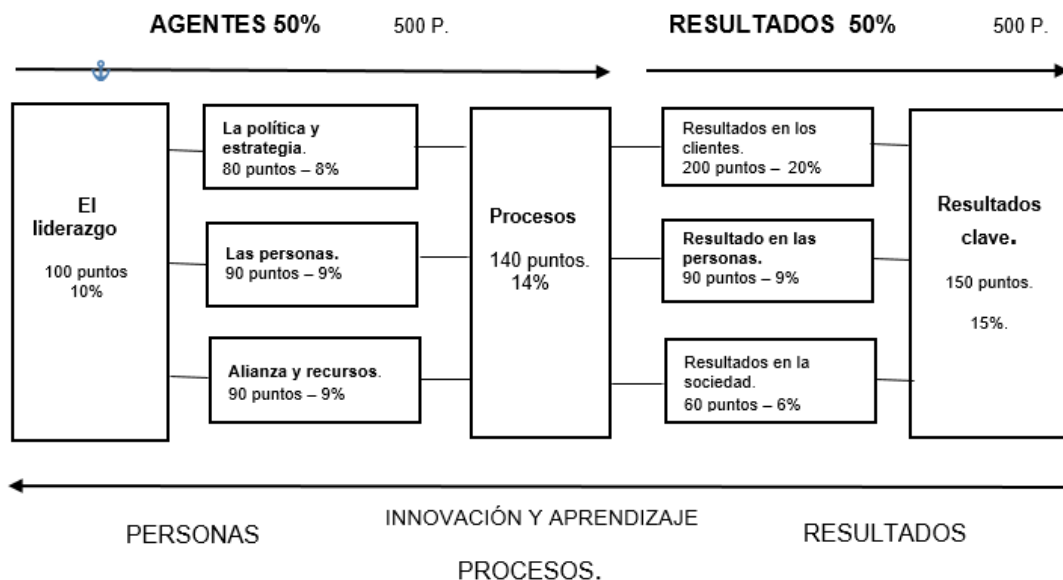 AGENTES 50% 500 P.
RESULTADOS 50% 500 P.
El
liderazgo
100 puntos
10%
La política y
estrategia.
80 puntos – 8%
Las personas.
90 puntos – 9%
Alianza y recursos.
90 puntos – 9%
Procesos
140 puntos.
14%
Resultados en los
clientes.
200 puntos – 20%
Resultado en las
personas.
90 puntos – 9%
Resultados en la
sociedad.
60 puntos – 6%
Resultados
clave.
150 puntos.
15%.
PERSONAS
INNOVACIÓN Y APRENDIZAJE
RESULTADOS
PROCESOS.